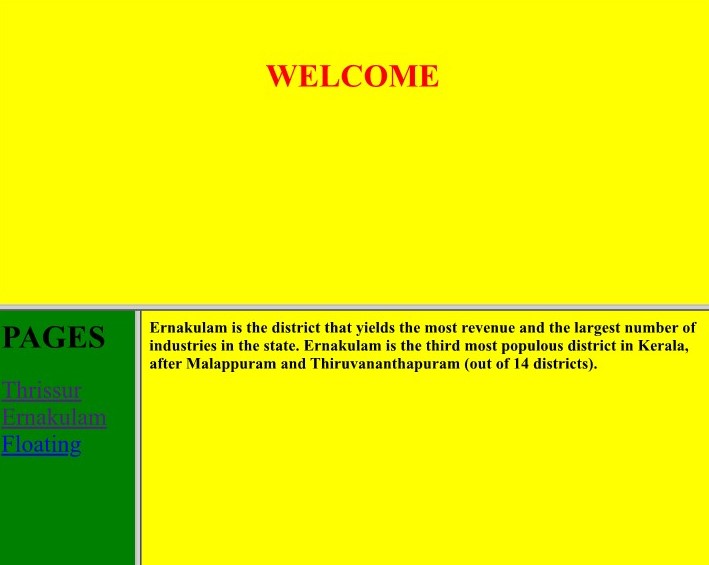 WELCOME
PAGES
Thrissur
Ernakulam
Floating
Ernakulam is the district that yields the most revenue and the largest number of
industries in the state. Ernakulam is the third most populous district in Kerala,
after Malappuram and Thiruvananthapuram (out of 14 districts).